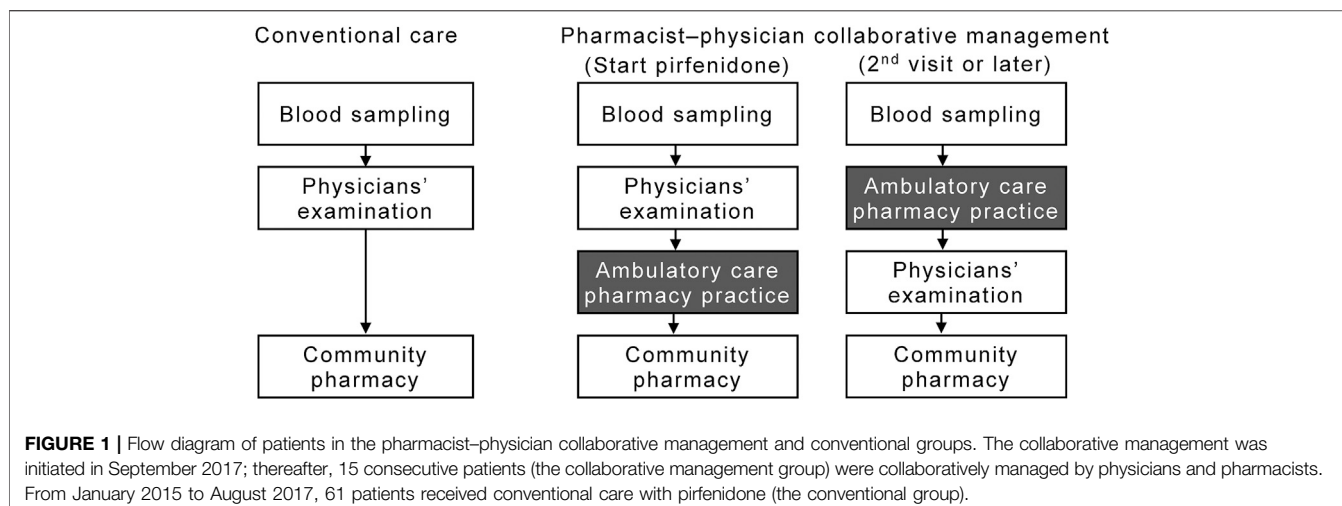 Conventional care
Pharmacist–physician collaborative management
(Start pirfenidone)
(2nd visit or later)
Blood sampling
Physicians’
examination
Community
pharmacy
Blood sampling
Physicians’
examination
Ambulatory care
pharmacy practice
Community
pharmacy
Blood sampling
Ambulatory care
pharmacy practice
Physicians’
examination
Community
pharmacy
FIGURE 1 | Flow diagram of patients in the pharmacist–physician collaborative management and conventional groups. The collaborative management was
initiated in September 2017; thereafter, 15 consecutive patients (the collaborative management group) were collaboratively managed by physicians and pharmacists.
From January 2015 to August 2017, 61 patients received conventional care with pirfenidone (the conventional group).